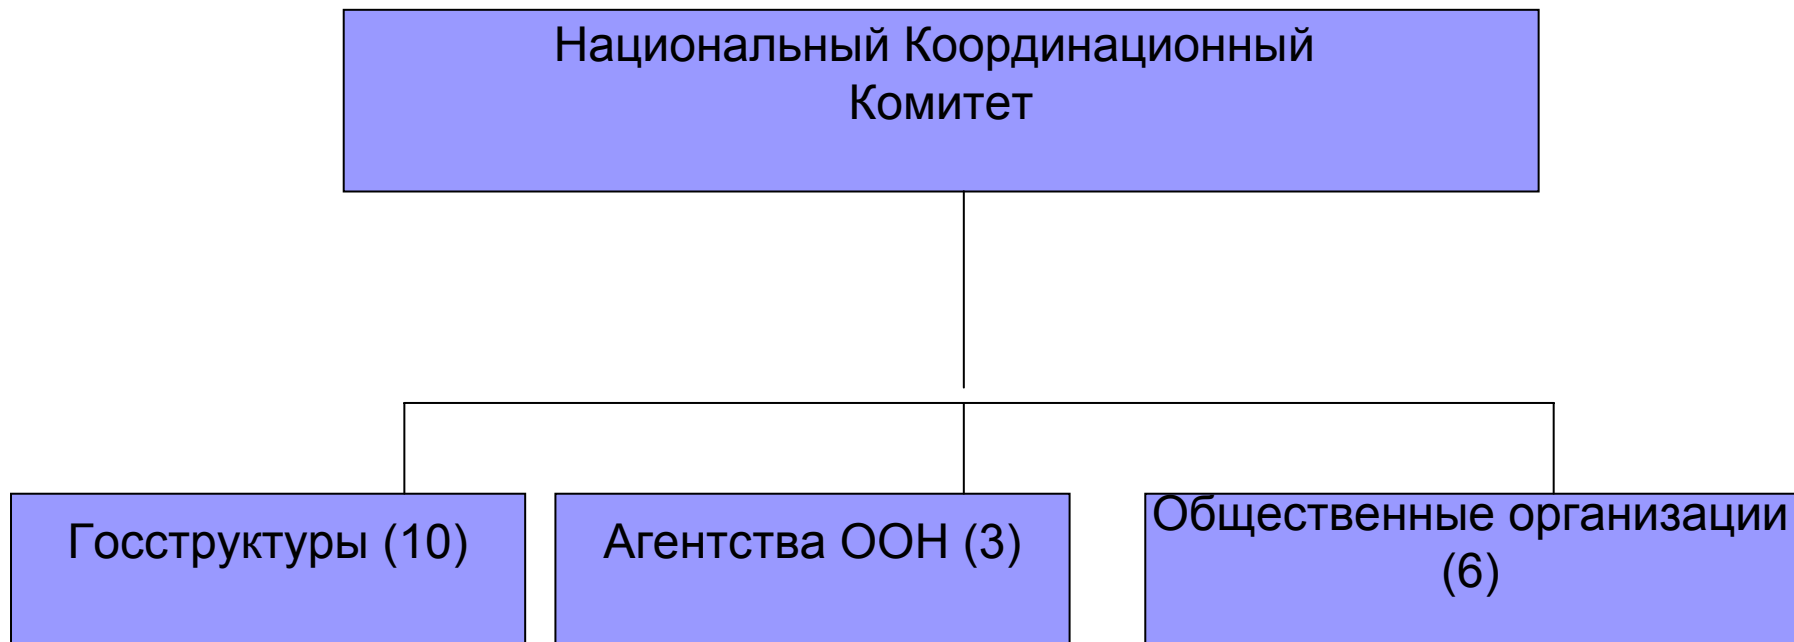 Национальный Координационный
Комитет
Госструктуры (10)
Агентства ООН (3)
Общественные организации
(6)